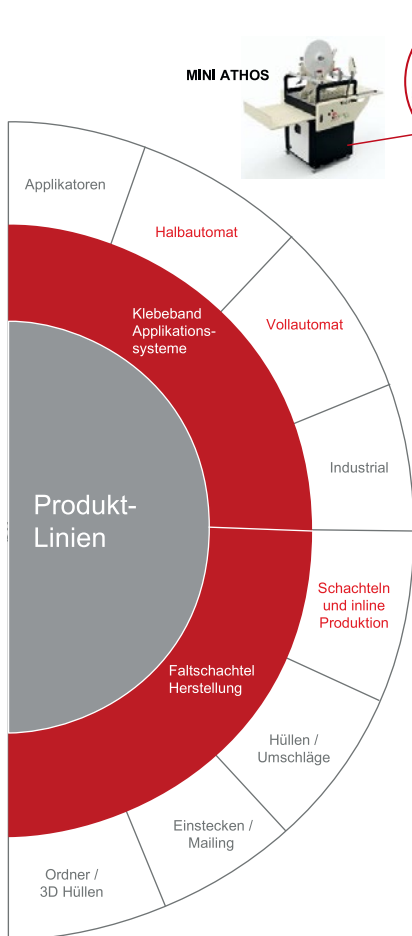 MINI ATHOS
Applikatoren
Halbautomat
Klebeband
Applikations-
systeme
Vollautomat
Industrial
Produkt-
Linien
Schachteln
und inline
Produktion
Faltschachtel
Herstellung
Hüllen /
Umschläge
Einstecken /
Mailing
Ordner /
3D Hüllen